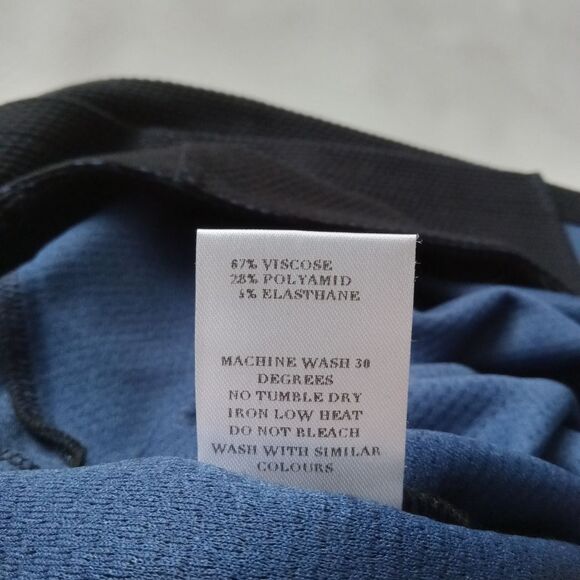 67% VISCOSE
28% POLYAMID
5% ELASTHANE
MACHINE WASH 30
DEGREES
NO TUMBLE DRY
IRON LOW HEAT
DO NOT BLEACH
WASH WITH SIMILAR
COLOURS